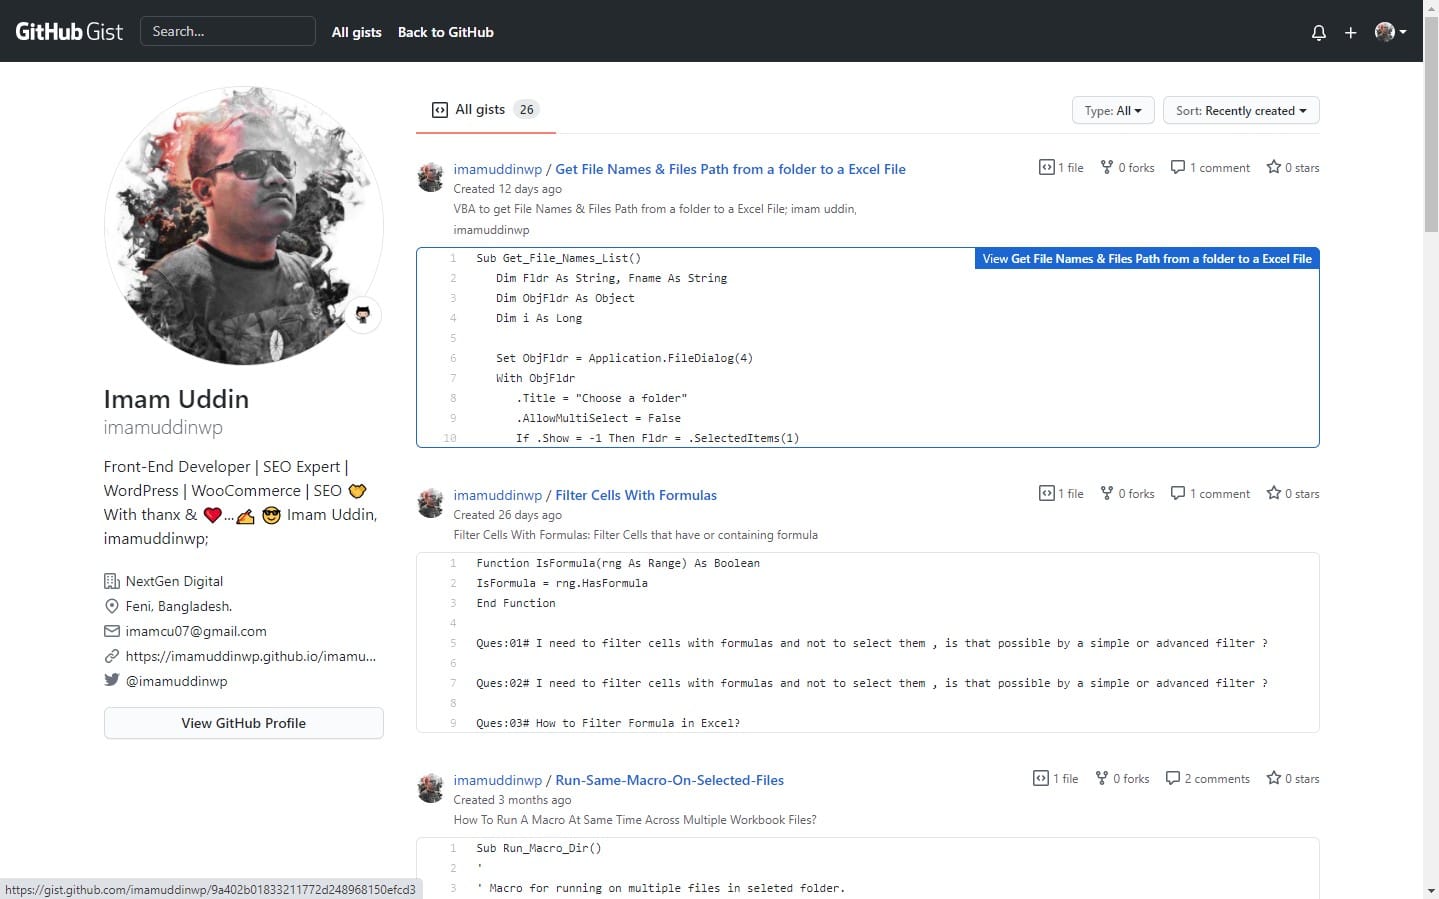 GitHub Gist Search... All gists Back to GitHub
All gists 26 Type: All Sort: Recently created
imamuddinwp / Get File Names & Files Path from a folder to a Excel File 1 file 0 forks 1 comment 0 stars
Created 12 days ago
VBA to get File Names & Files Path from a folder to a Excel File; imam uddin,
imamuddinwp
View Get File Names & Files Path from a folder to a Excel File
1 Sub Get_File_Names_List()
2 Dim Fldr As String, Fname As String
3 Dim ObjFldr As Object
4 Dim i As Long
5
6 Set ObjFldr = Application.FileDialog(4)
7 With ObjFldr
8 .Title = "Choose a folder"
9 .AllowMultiSelect = False
10 If .Show = -1 Then Fldr = .SelectedItems(1)
Imam Uddin
imamuddinwp
Front-End Developer | SEO Expert |
WordPress | WooCommerce | SEO 🤝
With thanx & ❤️...✍️ 😎 Imam Uddin,
imamuddinwp;
NextGen Digital
Feni, Bangladesh.
imamcu07@gmail.com
https://imamuddinwp.github.io/imamu...
@imamuddinwp
View GitHub Profile
imamuddinwp / Filter Cells With Formulas 1 file 0 forks 1 comment 0 stars
Created 26 days ago
Filter Cells With Formulas: Filter Cells that have or containing formula
1 Function IsFormula(rng As Range) As Boolean
2 IsFormula = rng.HasFormula
3 End Function
4
5 Ques:01# I need to filter cells with formulas and not to select them , is that possible by a simple or advanced filter ?
6
7 Ques:02# I need to filter cells with formulas and not to select them , is that possible by a simple or advanced filter ?
8
9 Ques:03# How to Filter Formula in Excel?
imamuddinwp / Run-Same-Macro-On-Selected-Files 1 file 0 forks 2 comments 0 stars
Created 3 months ago
How To Run A Macro At Same Time Across Multiple Workbook Files?
1 Sub Run_Macro_Dir()
2 '
3 ' Macro for running on multiple files in seleted folder.
https://gist.github.com/imamuddinwp/9a402b01833211772d248968150efcd3